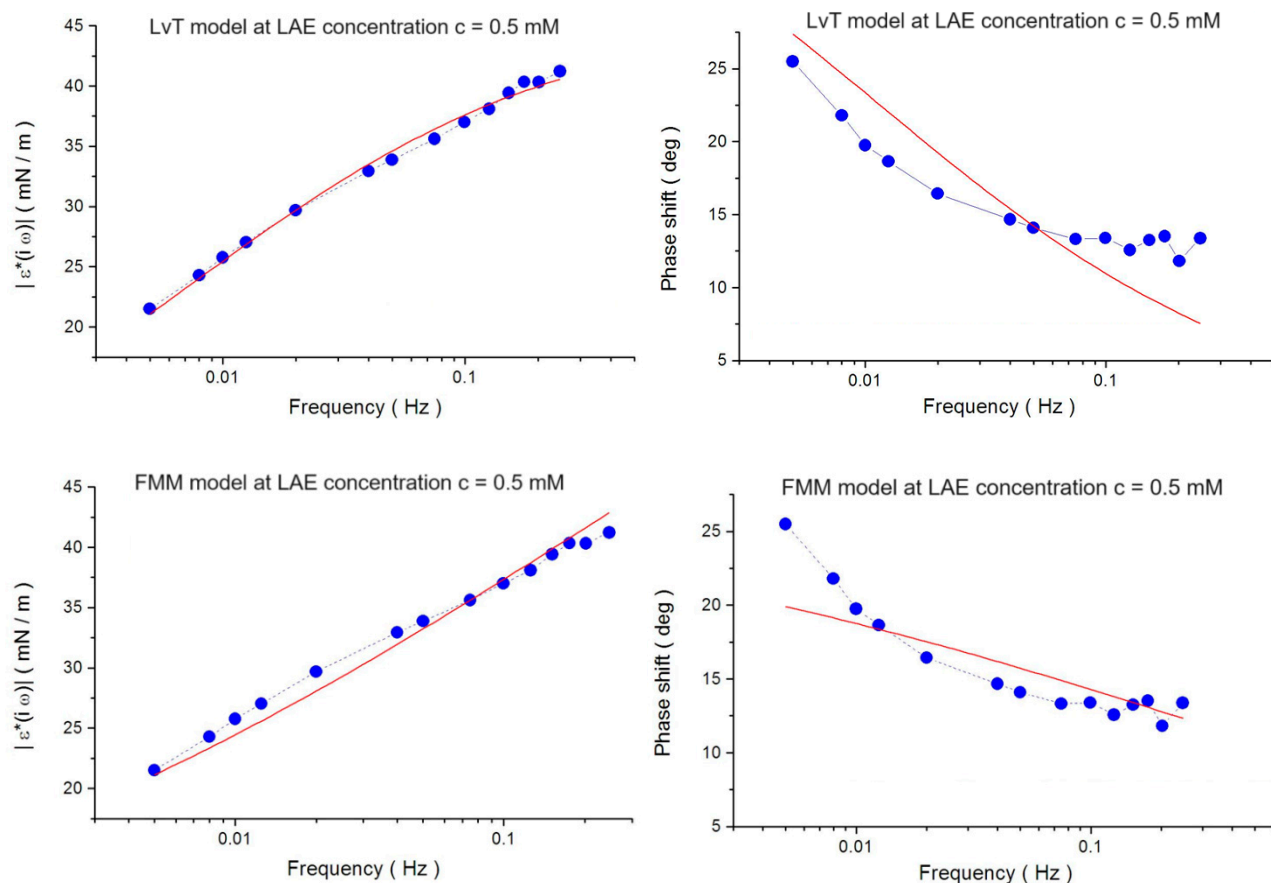 LvT model at LAE concentration c = 0.5 mM
| ε*(i ω)| ( mN / m )
45
40
35
30
25
20
0.01
0.1
Frequency ( Hz )
LvT model at LAE concentration c = 0.5 mM
Phase shift ( deg )
25
20
15
10
5
0.01
0.1
Frequency ( Hz )
FMM model at LAE concentration c = 0.5 mM
| ε*(i ω)| ( mN / m )
45
40
35
30
25
20
0.01
0.1
Frequency ( Hz )
FMM model at LAE concentration c = 0.5 mM
Phase shift ( deg )
25
20
15
10
5
0.01
0.1
Frequency ( Hz )